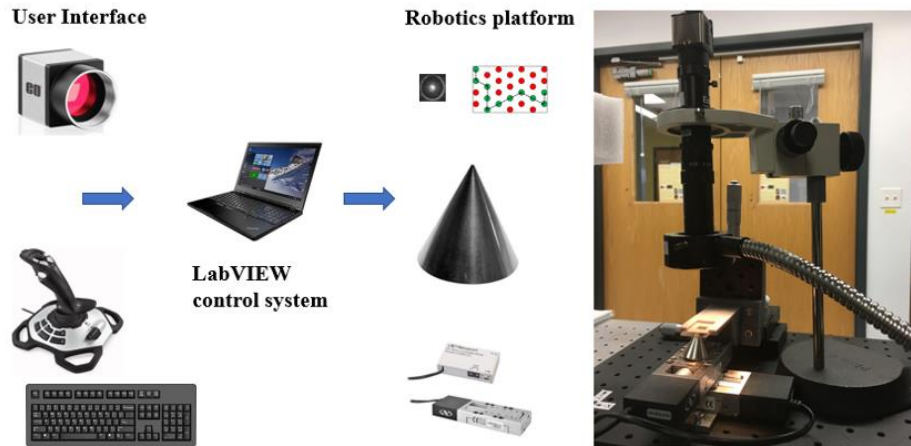 User Interface
Robotics platform
LabVIEW
control system